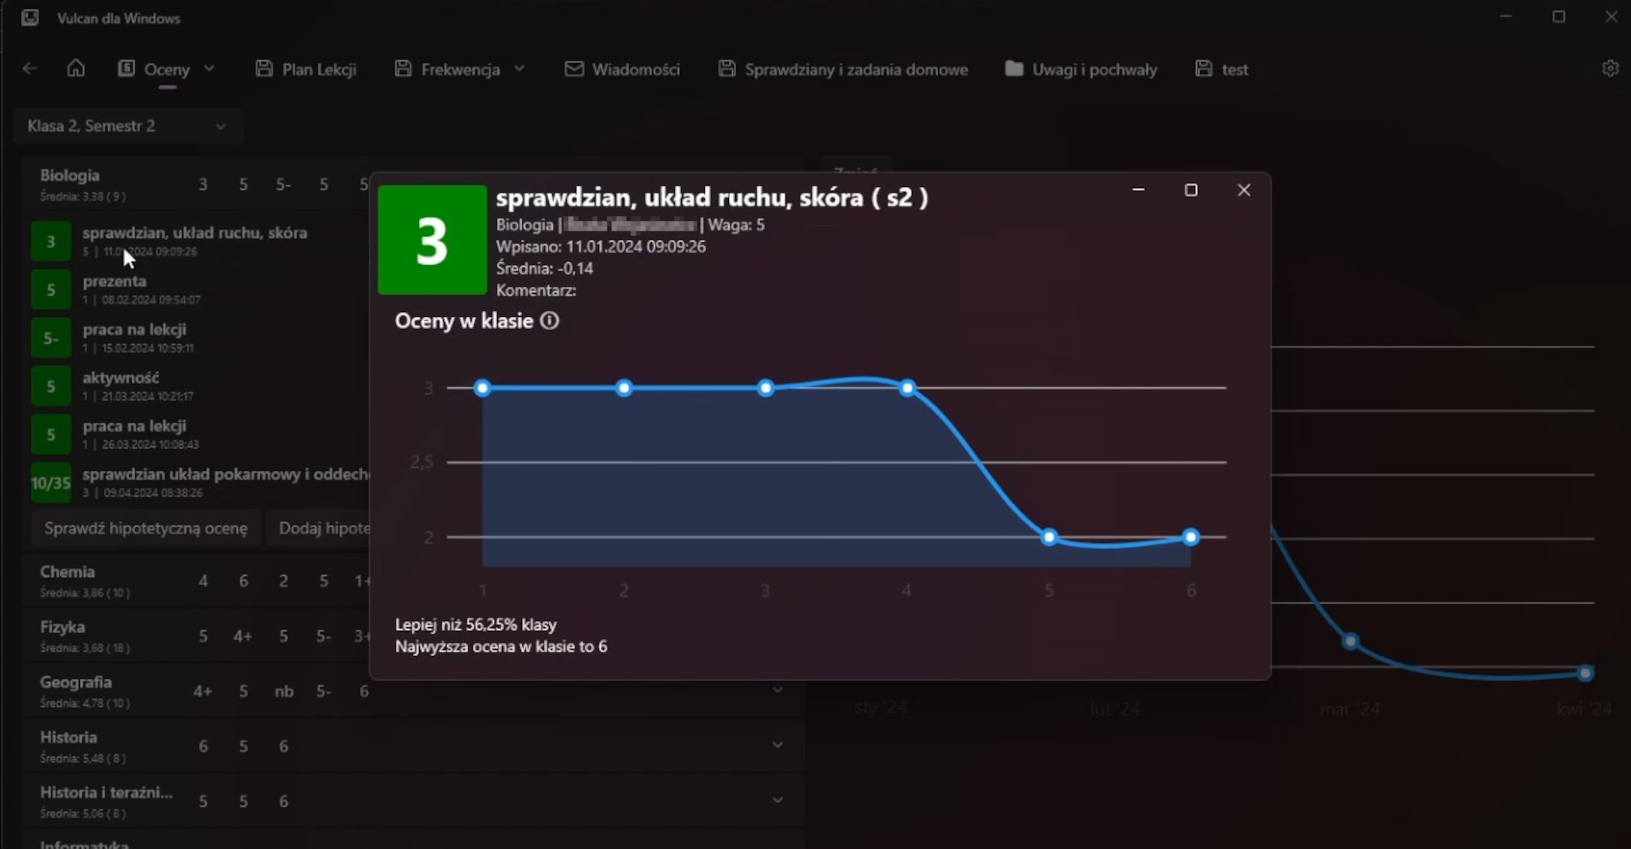 Vulcan dla Windows
Oceny
Plan Lekcji
Frekwencja
Wiadomości
Sprawdziany i zadania domowe
Uwagi i pochwały
test
Klasa 2, Semestr 2
Biologia 3 5 5- 5 5
Średnia: 3,38 ( 9 )
3 sprawdzian, układ ruchu, skóra
5 | 11.01.2024 09:09:26
5 prezenta
1 | 08.02.2024 09:54:07
5- praca na lekcji
1 | 15.02.2024 10:59:11
5 aktywność
1 | 21.03.2024 10:21:17
5 praca na lekcji
1 | 26.03.2024 10:08:43
10/35 sprawdzian układ pokarmowy i oddech
3 | 09.04.2024 08:38:26
Sprawdź hipotetyczną ocenę
Dodaj hipote
Chemia 4 6 2 5 1+
Średnia: 3,86 ( 10 )
Fizyka 5 4+ 5 5- 3+
Średnia: 3,68 ( 18 )
Geografia 4+ 5 nb 5- 6
Średnia: 4,78 ( 10 )
Historia 6 5 6
Średnia: 5,48 ( 8 )
Historia i teraźni... 5 5 6
Średnia: 5,06 ( 8 )
Informatyka
3
sprawdzian, układ ruchu, skóra ( s2 )
Biologia | | Waga: 5
Wpisano: 11.01.2024 09:09:26
Średnia: -0,14
Komentarz:
Oceny w klasie
3
2,5
2
1 2 3 4 5 6
Lepiej niż 56,25% klasy
Najwyższa ocena w klasie to 6
sty '24 lut '24 mar '24 kwi '24